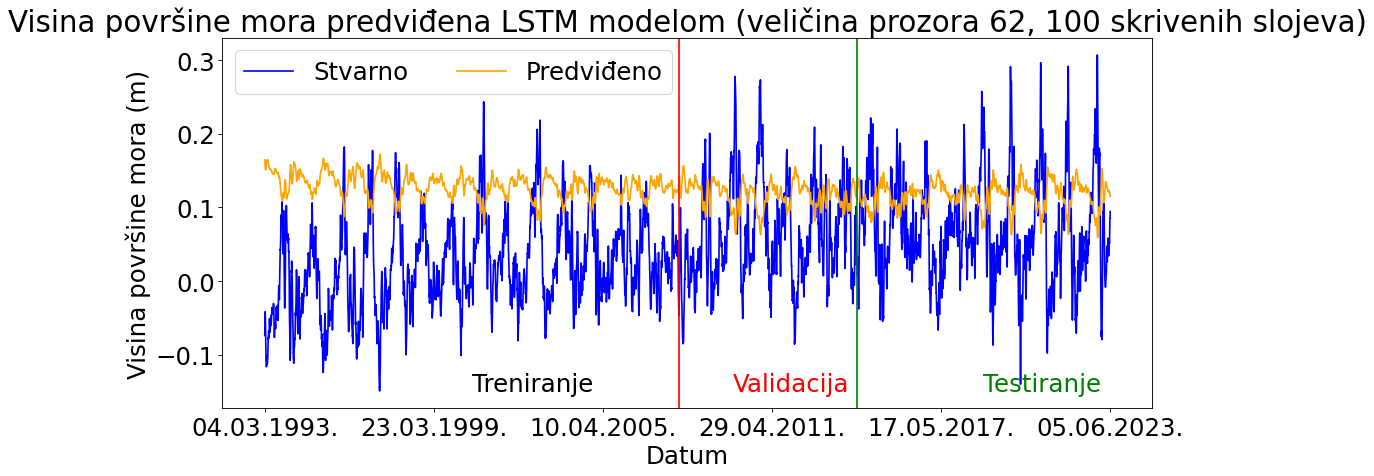 Visina površine mora predviđena LSTM modelom (veličina prozora 62, 100 skrivenih slojeva)
Stvarno Predviđeno
Visina površine mora (m)
0.3
0.2
0.1
0.0
−0.1
Treniranje Validacija Testiranje
04.03.1993. 23.03.1999. 10.04.2005. 29.04.2011. 17.05.2017. 05.06.2023.
Datum